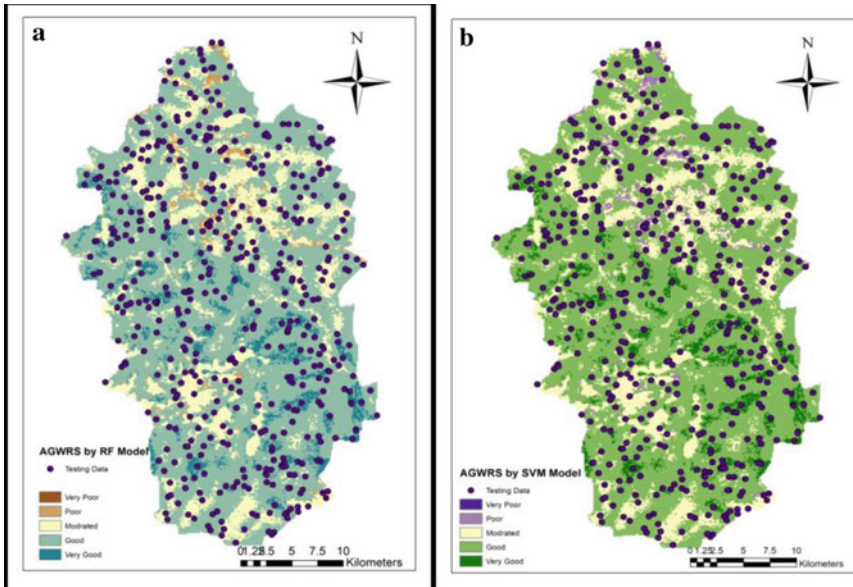 a
N
AGWRS by RF Model
Testing Data
Very Poor
Poor
Modrated
Good
Very Good
0 1.25 2.5 5 7.5 10
Kilometers
b
N
AGWRS by SVM Model
Testing Data
Very Poor
Poor
Modrated
Good
Very Good
0 1.25 2.5 5 7.5 10
Kilometers